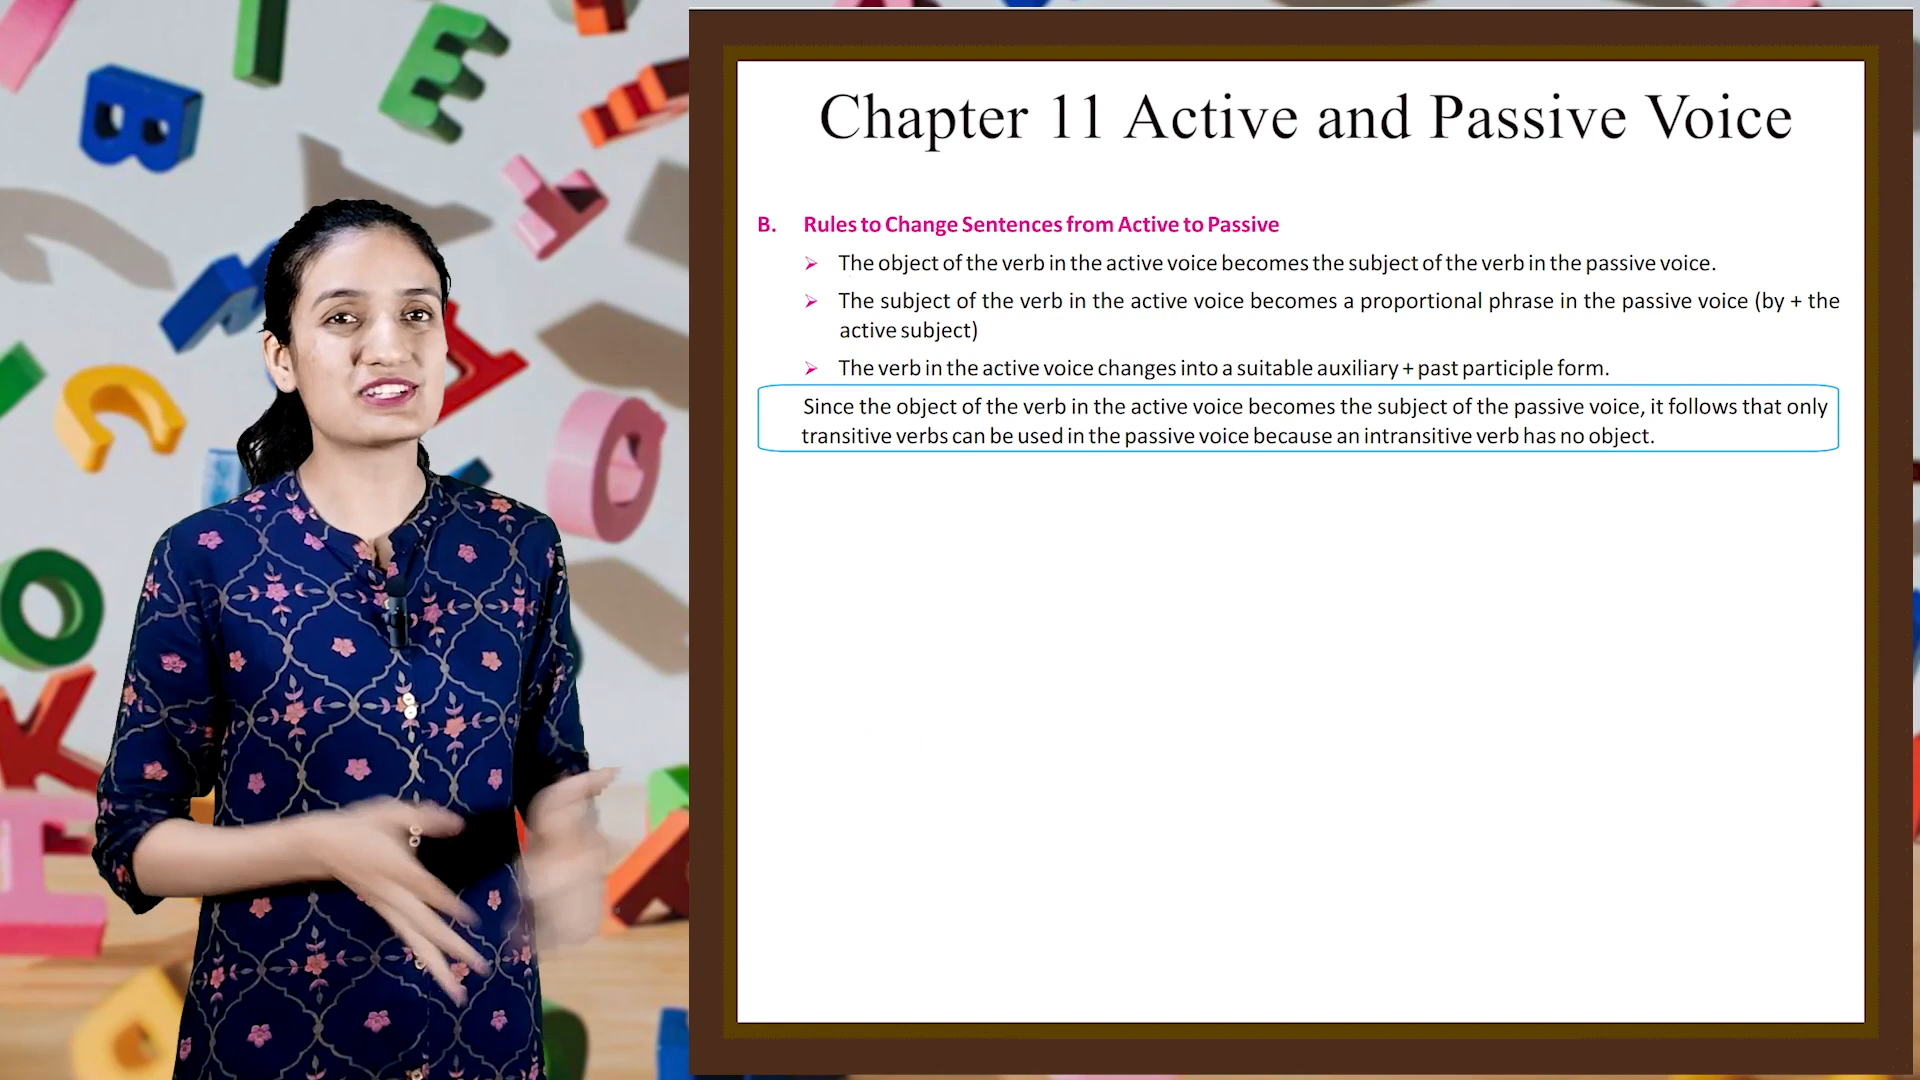 Chapter 11 Active and Passive Voice
B. Rules to Change Sentences from Active to Passive
➢ The object of the verb in the active voice becomes the subject of the verb in the passive voice.
➢ The subject of the verb in the active voice becomes a proportional phrase in the passive voice (by + the
active subject)
➢ The verb in the active voice changes into a suitable auxiliary + past participle form.
Since the object of the verb in the active voice becomes the subject of the passive voice, it follows that only
transitive verbs can be used in the passive voice because an intransitive verb has no object.